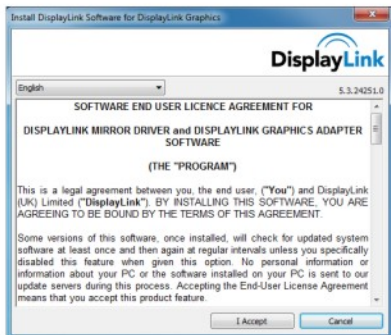 Install DisplayLink Software for DisplayLink Graphics
DisplayLink
English
5.3.24251.0
SOFTWARE END USER LICENCE AGREEMENT FOR
DISPLAYLINK MIRROR DRIVER and DISPLAYLINK GRAPHICS ADAPTER
SOFTWARE
(THE "PROGRAM")
This is a legal agreement between you, the end user, ("You") and DisplayLink
(UK) Limited ("DisplayLink"). BY INSTALLING THIS SOFTWARE, YOU ARE
AGREEING TO BE BOUND BY THE TERMS OF THIS AGREEMENT.
Some versions of this software, once installed, will check for updated system
software at least once and then again at regular intervals unless you specifically
disabled this feature when given this option. No personal information or
information about your PC or the software installed on your PC is sent to our
update servers during this process. Accepting the End-User License Agreement
means that you accept this product feature.
I Accept
Cancel